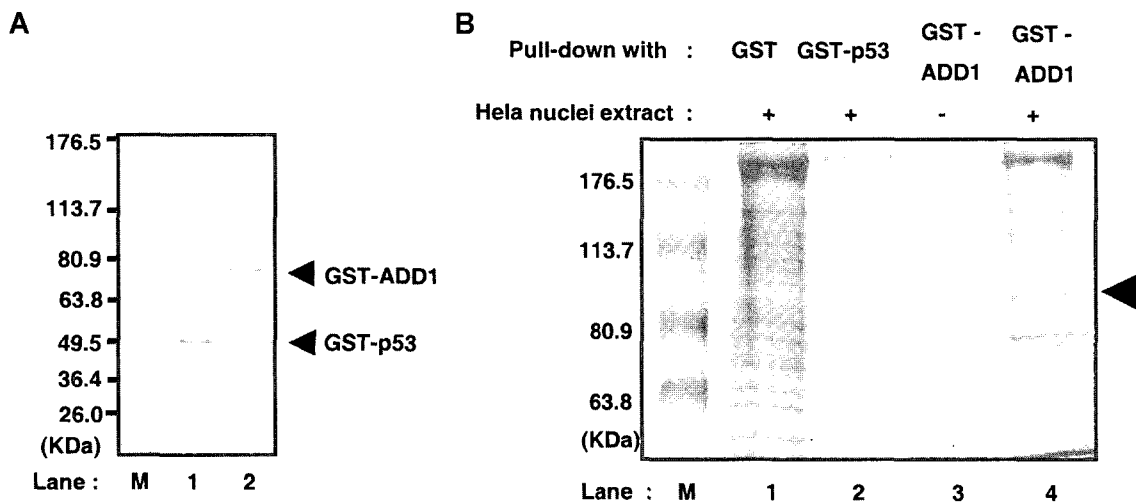 A
176.5
113.7
80.9
63.8
49.5
36.4
26.0
(KDa)
GST-ADD1
GST-p53
Lane : M 1 2
B
Pull-down with : GST GST-p53 GST - ADD1 GST - ADD1
Hela nuclei extract : + + - +
176.5
113.7
80.9
63.8
(KDa)
Lane : M 1 2 3 4